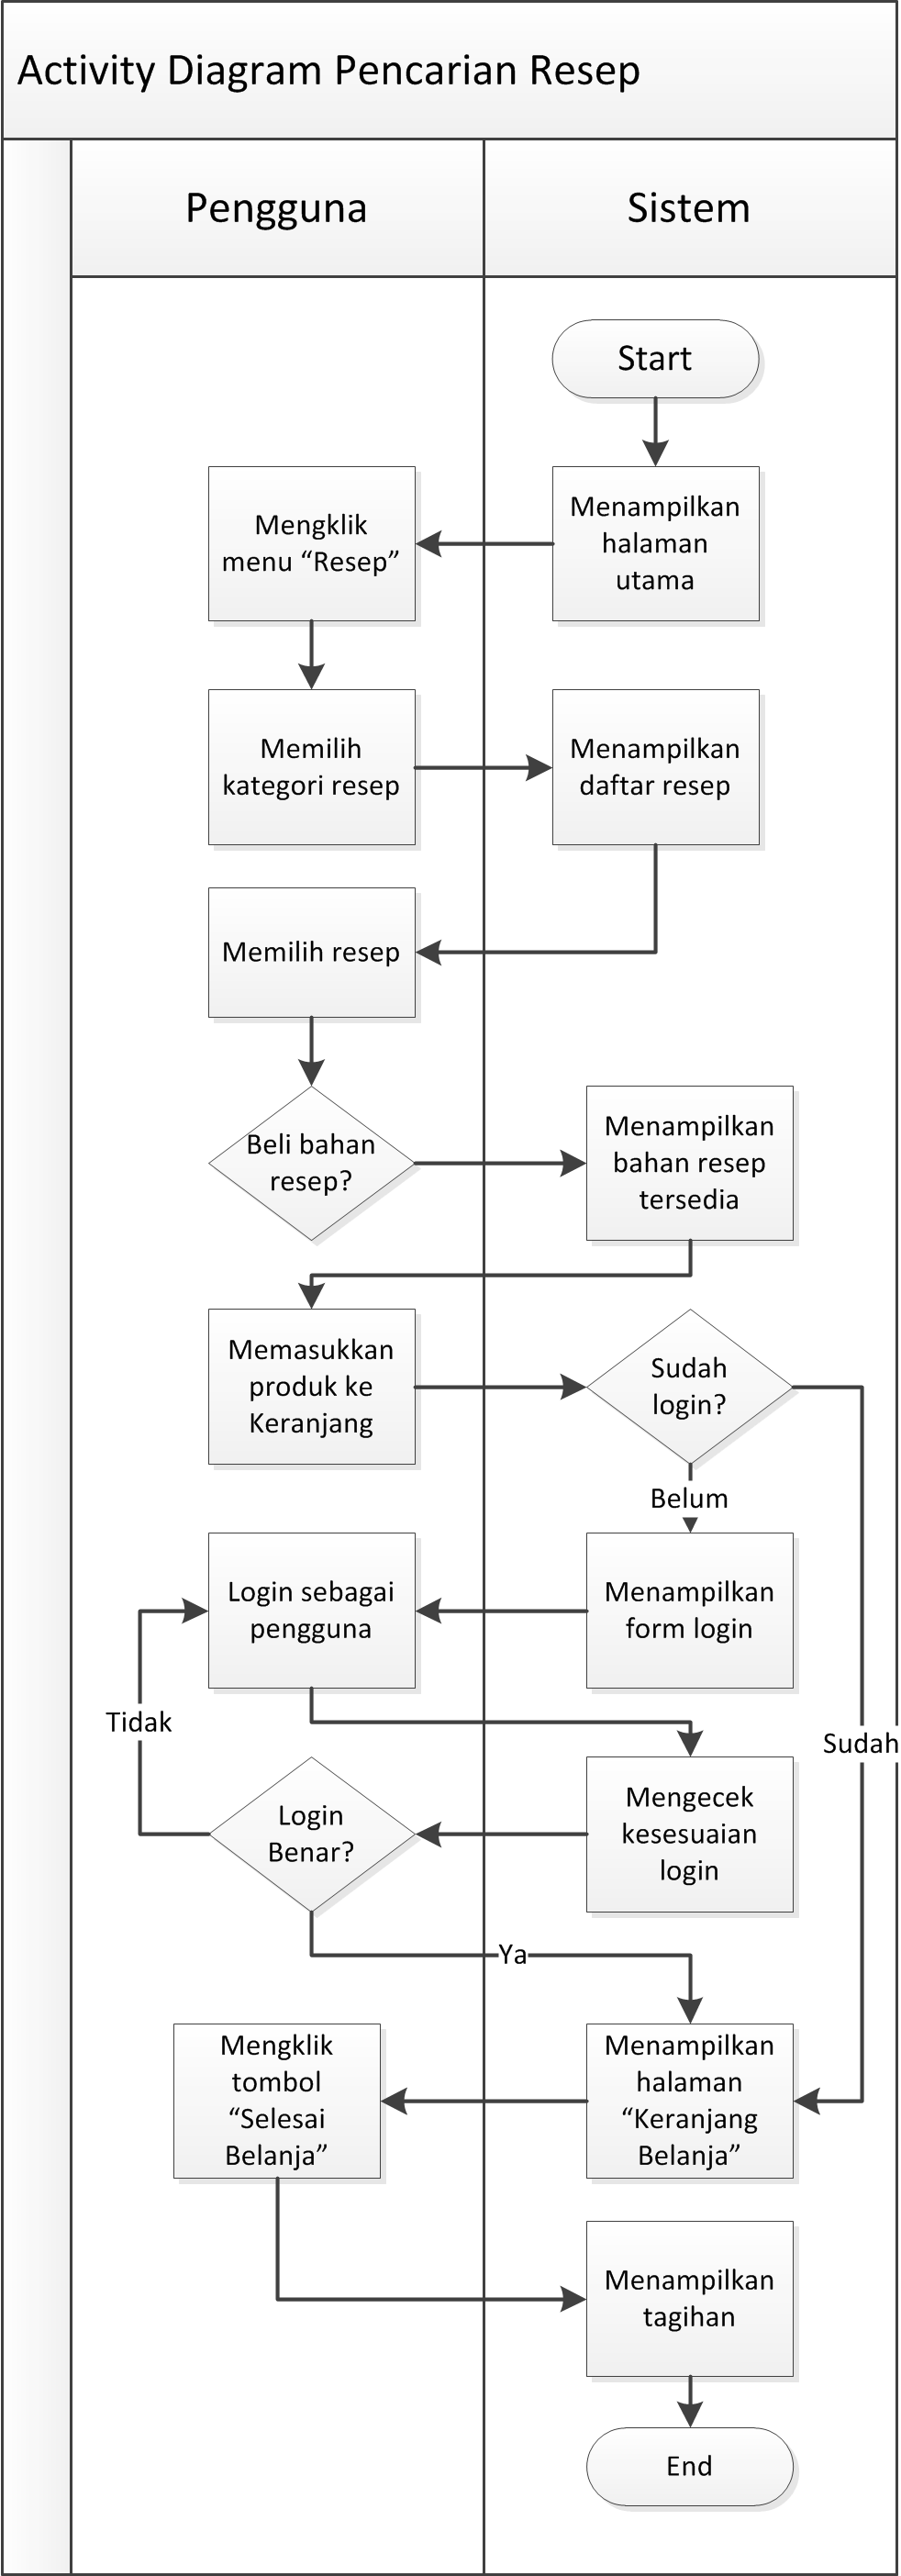 Activity Diagram Pencarian Resep
Pengguna
Sistem
Start
Menampilkan
halaman
utama
Mengklik
menu “Resep”
Memilih
kategori resep
Menampilkan
daftar resep
Memilih resep
Beli bahan
resep?
Menampilkan
bahan resep
tersedia
Memasukkan
produk ke
Keranjang
Sudah
login?
Belum
Login sebagai
pengguna
Menampilkan
form login
Tidak
Sudah
Login
Benar?
Mengecek
kesesuaian
login
Ya
Mengklik
tombol
“Selesai
Belanja”
Menampilkan
halaman
“Keranjang
Belanja”
Menampilkan
tagihan
End